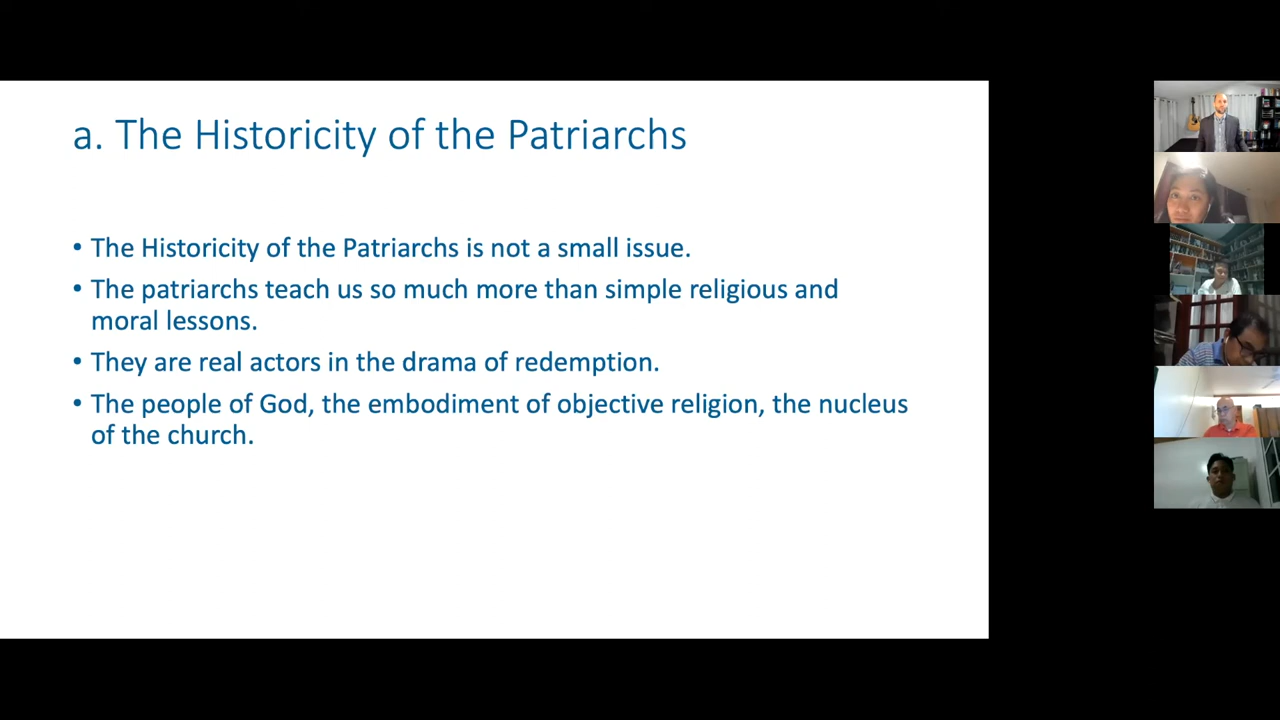 a. The Historicity of the Patriarchs
• The Historicity of the Patriarchs is not a small issue.
• The patriarchs teach us so much more than simple religious and
moral lessons.
• They are real actors in the drama of redemption.
• The people of God, the embodiment of objective religion, the nucleus
of the church.